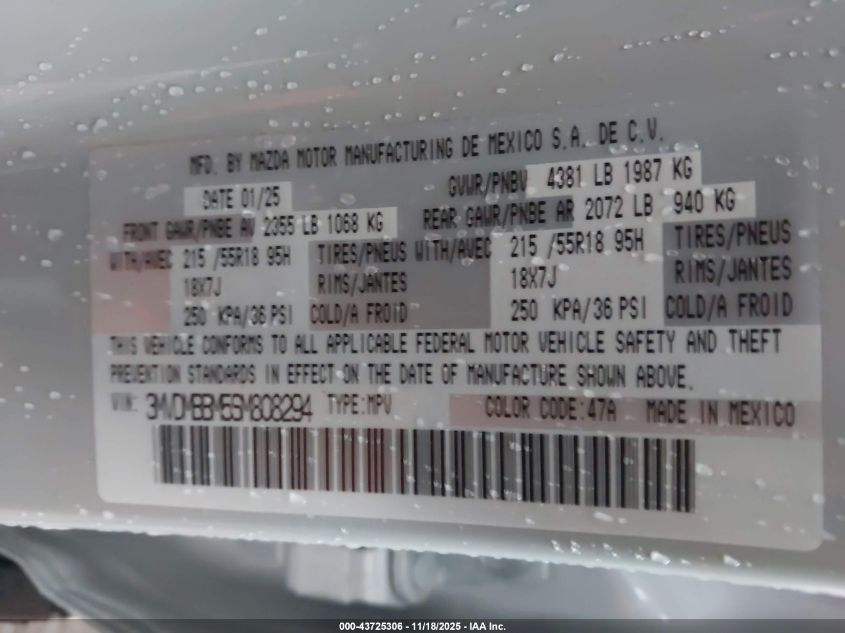 MFD. BY MAZDA MOTOR MANUFACTURING DE MEXICO S.A. DE C.V.
DATE 01/25 GVWR/PNBV 4381 LB 1987 KG
FRONT GAWR/PNBE AV 2355 LB 1068 KG REAR GAWR/PNBE AR 2072 LB 940 KG
WITH/AVEC 215 /55R18 95H TIRES/PNEUS WITH/AVEC 215 /55R18 95H TIRES/PNEUS
18X7J RIMS/JANTES 18X7J RIMS/JANTES
250 KPA/36 PSI COLD/A FROID 250 KPA/36 PSI COLD/A FROID
THIS VEHICLE CONFORMS TO ALL APPLICABLE FEDERAL MOTOR VEHICLE SAFETY AND THEFT
PREVENTION STANDARDS IN EFFECT ON THE DATE OF MANUFACTURE SHOWN ABOVE.
VIN: 3MVDMBBM5SM808294 TYPE:MPV COLOR CODE:47A MADE IN MEXICO
000-43725306 - 11/18/2025 - IAA Inc.